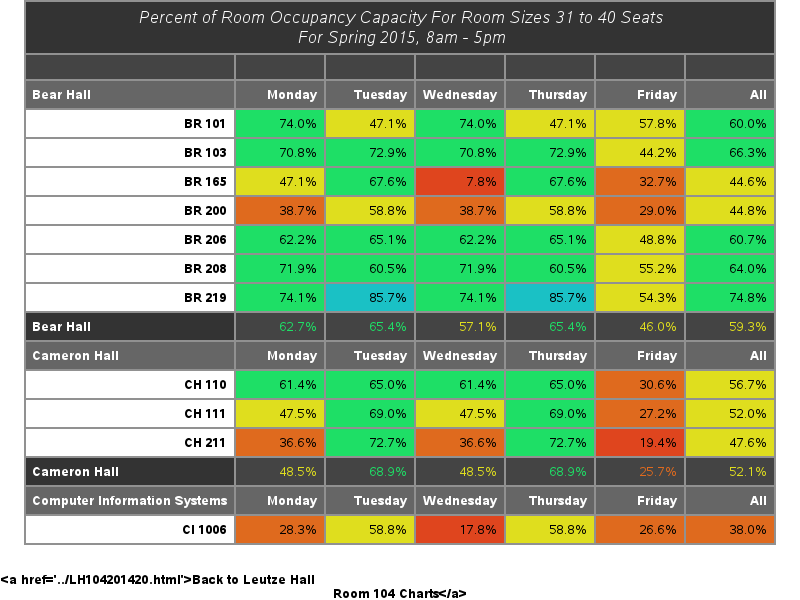 Percent of Room Occupancy Capacity For Room Sizes 31 to 40 Seats
For Spring 2015, 8am - 5pm
Bear Hall Monday Tuesday Wednesday Thursday Friday All
BR 101 74.0% 47.1% 74.0% 47.1% 57.8% 60.0%
BR 103 70.8% 72.9% 70.8% 72.9% 44.2% 66.3%
BR 165 47.1% 67.6% 7.8% 67.6% 32.7% 44.6%
BR 200 38.7% 58.8% 38.7% 58.8% 29.0% 44.8%
BR 206 62.2% 65.1% 62.2% 65.1% 48.8% 60.7%
BR 208 71.9% 60.5% 71.9% 60.5% 55.2% 64.0%
BR 219 74.1% 85.7% 74.1% 85.7% 54.3% 74.8%
Bear Hall 62.7% 65.4% 57.1% 65.4% 46.0% 59.3%
Cameron Hall Monday Tuesday Wednesday Thursday Friday All
CH 110 61.4% 65.0% 61.4% 65.0% 30.6% 56.7%
CH 111 47.5% 69.0% 47.5% 69.0% 27.2% 52.0%
CH 211 36.6% 72.7% 36.6% 72.7% 19.4% 47.6%
Cameron Hall 48.5% 68.9% 48.5% 68.9% 25.7% 52.1%
Computer Information Systems Monday Tuesday Wednesday Thursday Friday All
CI 1006 28.3% 58.8% 17.8% 58.8% 26.6% 38.0%
<a href='../LH104201420.html'>Back to Leutze Hall
Room 104 Charts</a>